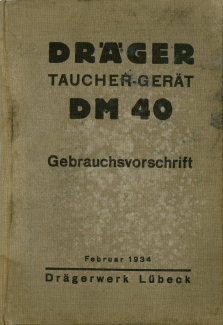 DRÄGER
TAUCHER-GERÄT
DM 40
Gebrauchsvorschrift
Februar 1934
Drägerwerk Lübeck